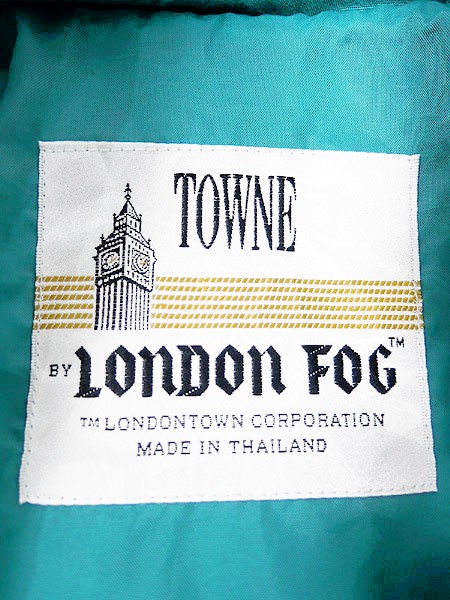 TOWNE
BY LONDON FOG™
™ LONDONTOWN CORPORATION
MADE IN THAILAND